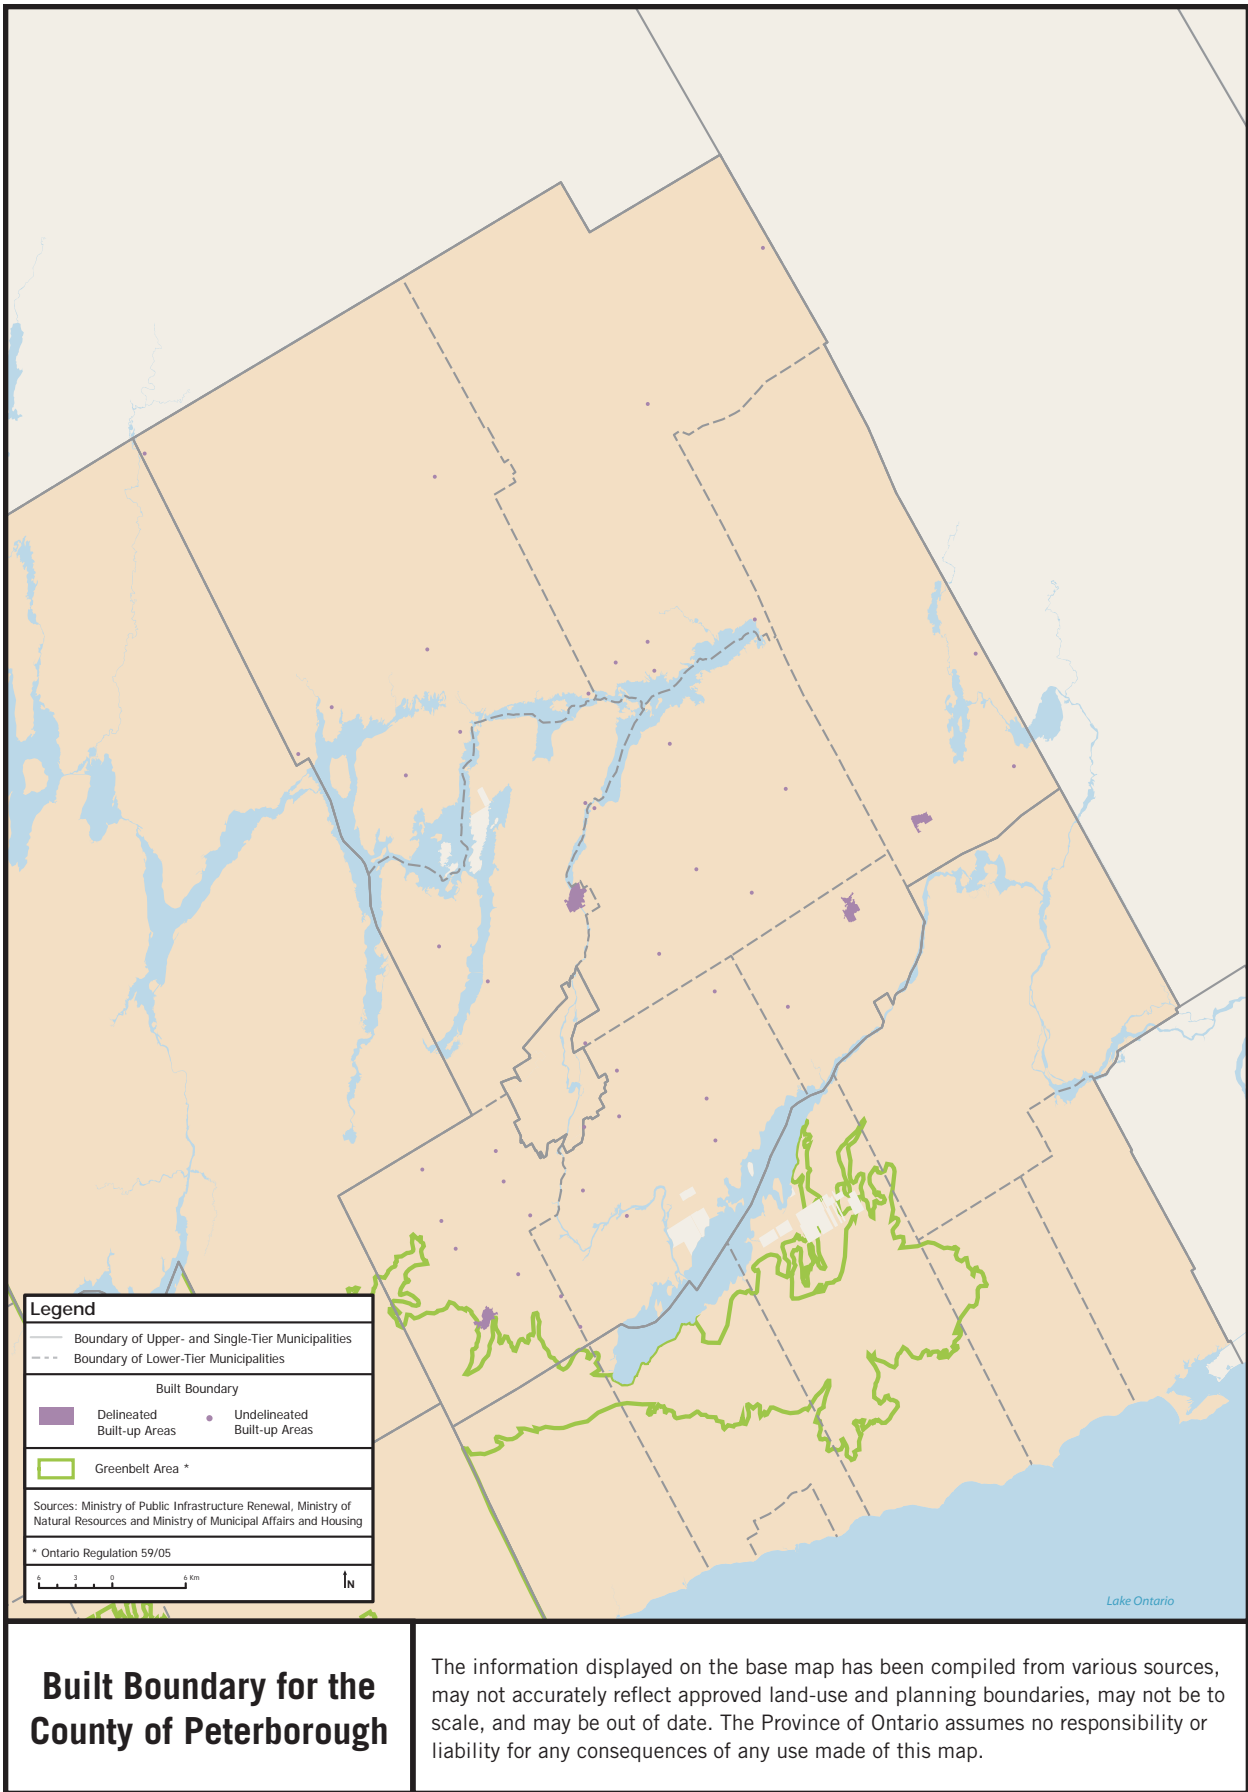 Lake Ontario
Legend
Boundary of Upper- and Single-Tier Municipalities
Boundary of Lower-Tier Municipalities
Built Boundary
Delineated
Built-up Areas
Undelineated
Built-up Areas
Greenbelt Area *
Sources: Ministry of Public Infrastructure Renewal, Ministry of
Natural Resources and Ministry of Municipal Affairs and Housing
* Ontario Regulation 59/05
6 3 0 6 Km
N
Built Boundary for the
County of Peterborough
The information displayed on the base map has been compiled from various sources,
may not accurately reflect approved land-use and planning boundaries, may not be to
scale, and may be out of date. The Province of Ontario assumes no responsibility or
liability for any consequences of any use made of this map.